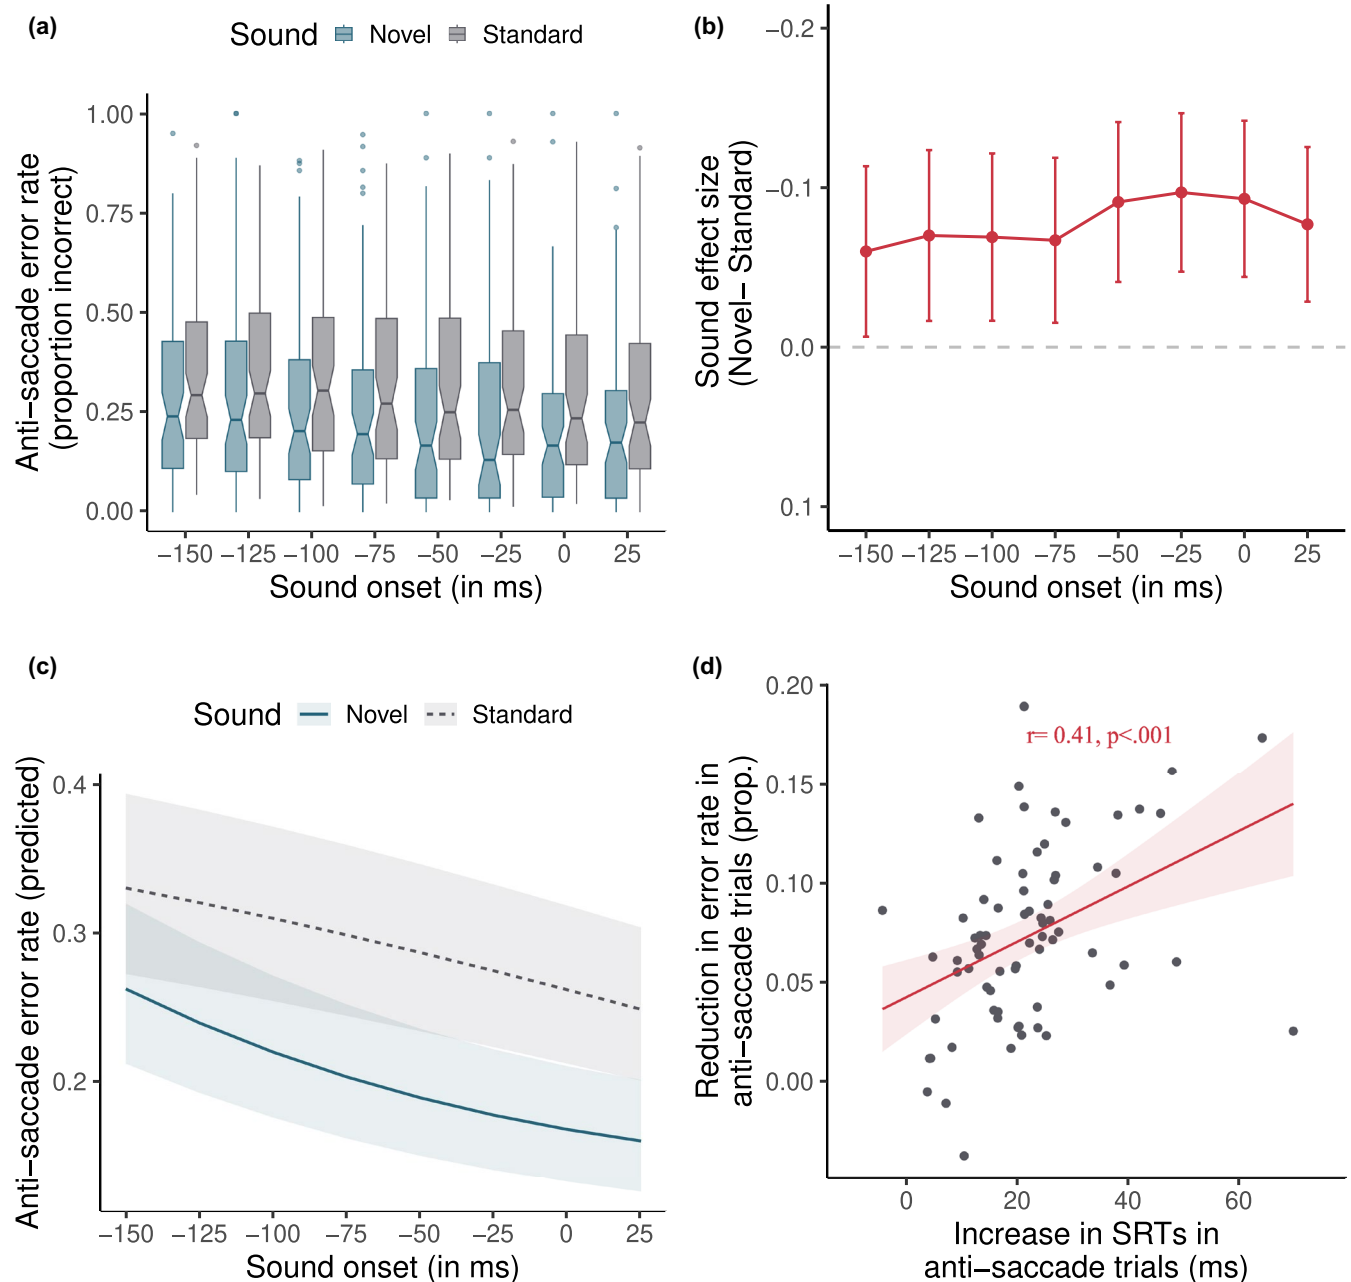 (a)
Sound Novel Standard
1.00
0.75
0.50
0.25
0.00
Anti−saccade error rate
(proportion incorrect)
−150 −125 −100 −75 −50 −25 0 25
Sound onset (in ms)
(b)
−0.2
−0.1
0.0
0.1
Sound effect size
(Novel− Standard)
−150 −125 −100 −75 −50 −25 0 25
Sound onset (in ms)
(c)
Sound Novel Standard
0.4
0.3
0.2
Anti−saccade error rate (predicted)
−150 −125 −100 −75 −50 −25 0 25
Sound onset (in ms)
(d)
r= 0.41, p<.001
0.20
0.15
0.10
0.05
0.00
Reduction in error rate in
anti−saccade trials (prop.)
0 20 40 60
Increase in SRTs in
anti−saccade trials (ms)